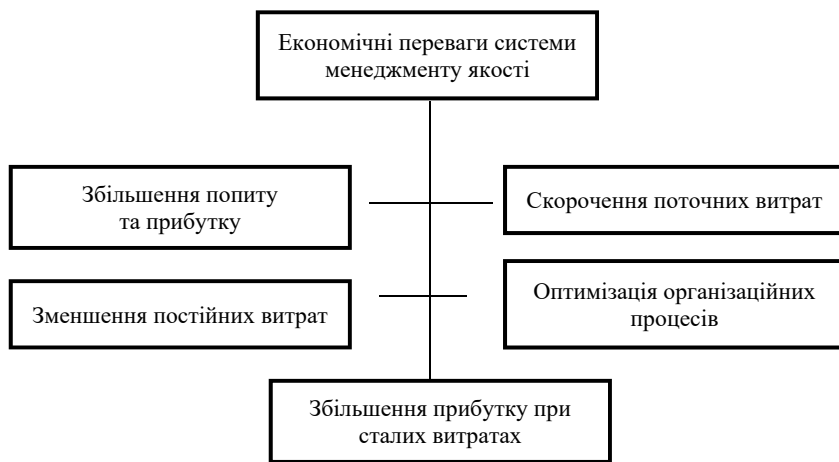 Економічні переваги системи
менеджменту якості
Збільшення попиту
та прибутку
Скорочення поточних витрат
Зменшення постійних витрат
Оптимізація організаційних
процесів
Збільшення прибутку при
сталих витратах